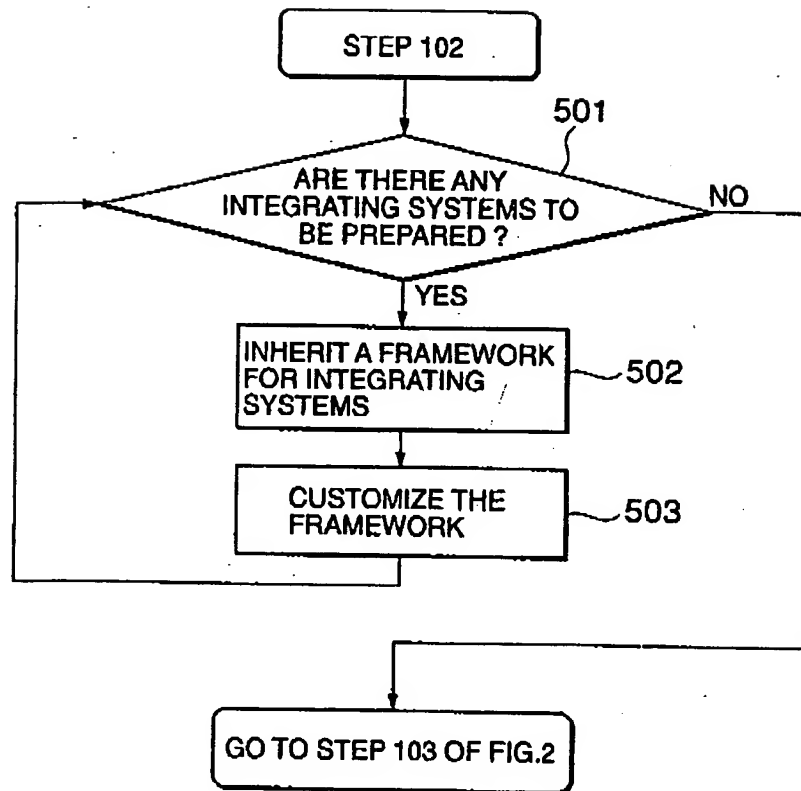 STEP 102
501
ARE THERE ANY
INTEGRATING SYSTEMS TO
BE PREPARED ?
NO
YES
INHERIT A FRAMEWORK
FOR INTEGRATING
SYSTEMS
502
CUSTOMIZE THE
FRAMEWORK
503
GO TO STEP 103 OF FIG.2